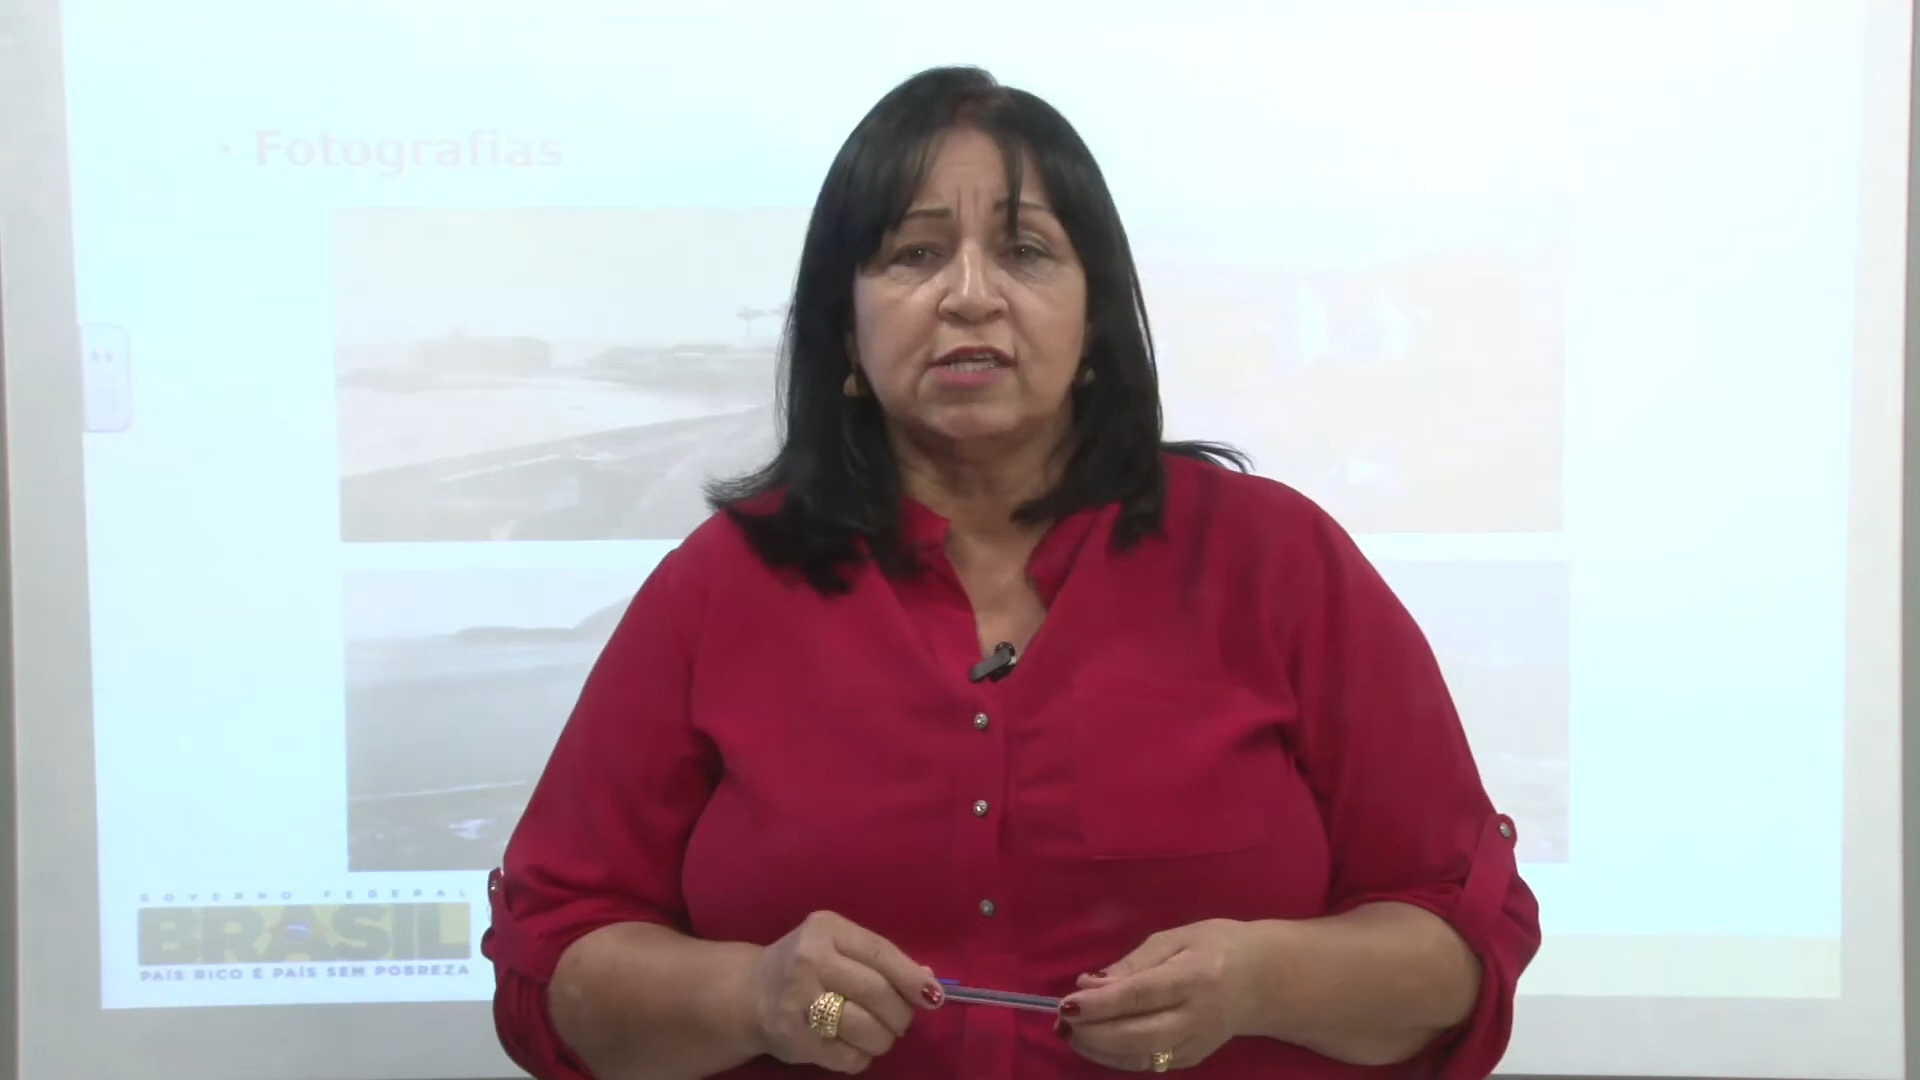 • Fotografias
GOVERNO FEDERAL
BRASIL
PAÍS RICO É PAÍS SEM POBREZA